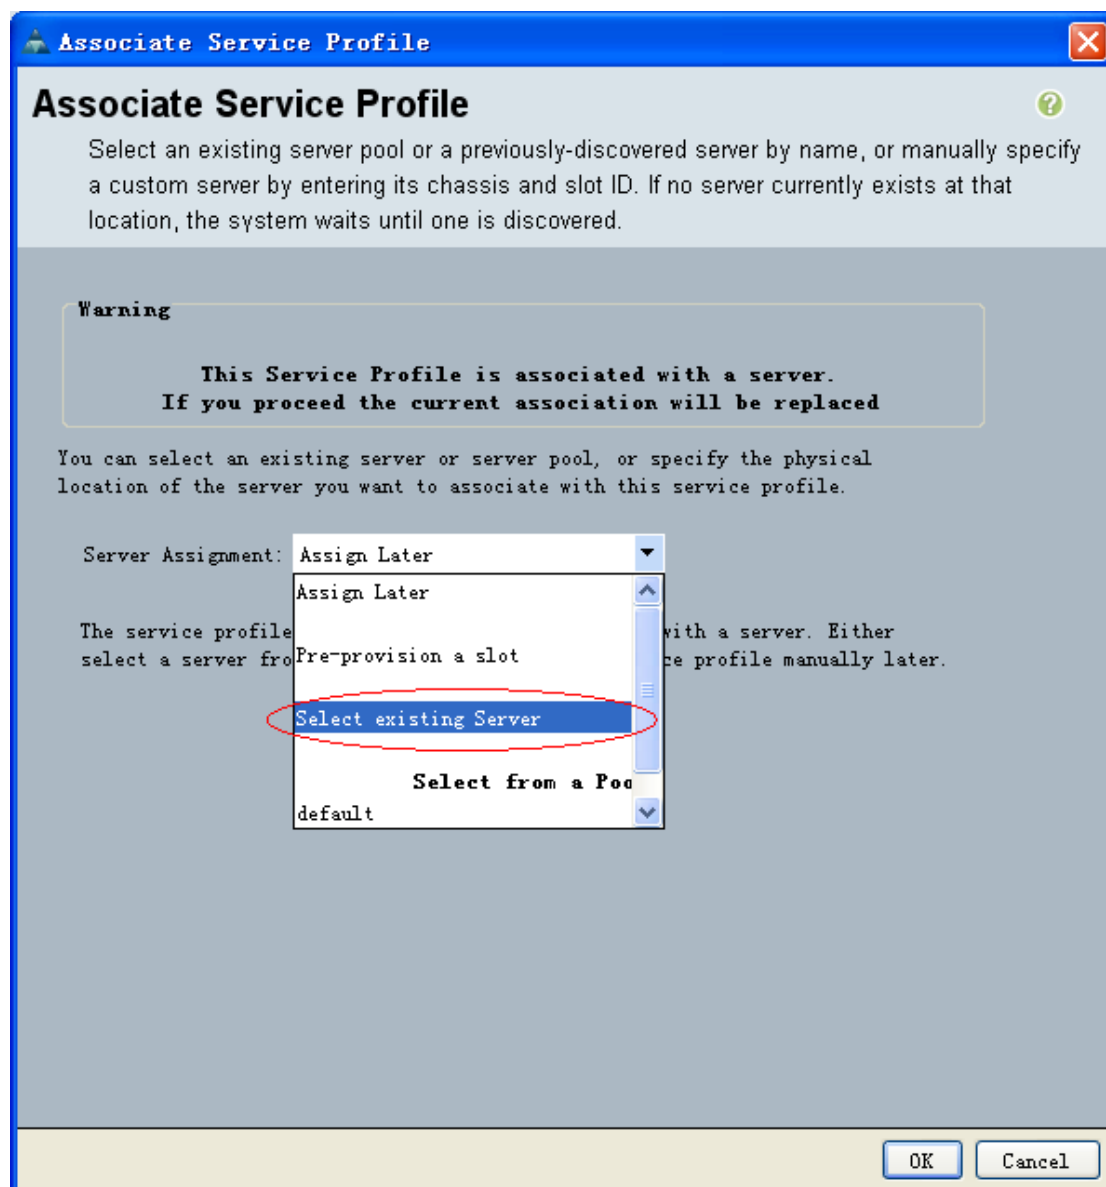 Associate Service Profile
Associate Service Profile
Select an existing server pool or a previously-discovered server by name, or manually specify
a custom server by entering its chassis and slot ID. If no server currently exists at that
location, the system waits until one is discovered.
Warning
This Service Profile is associated with a server.
If you proceed the current association will be replaced
You can select an existing server or server pool, or specify the physical
location of the server you want to associate with this service profile.
Server Assignment: Assign Later
Assign Later
The service profile with a server. Either
select a server fro Pre-provision a slot ce profile manually later.
Select existing Server
Select from a Poo
default
OK Cancel